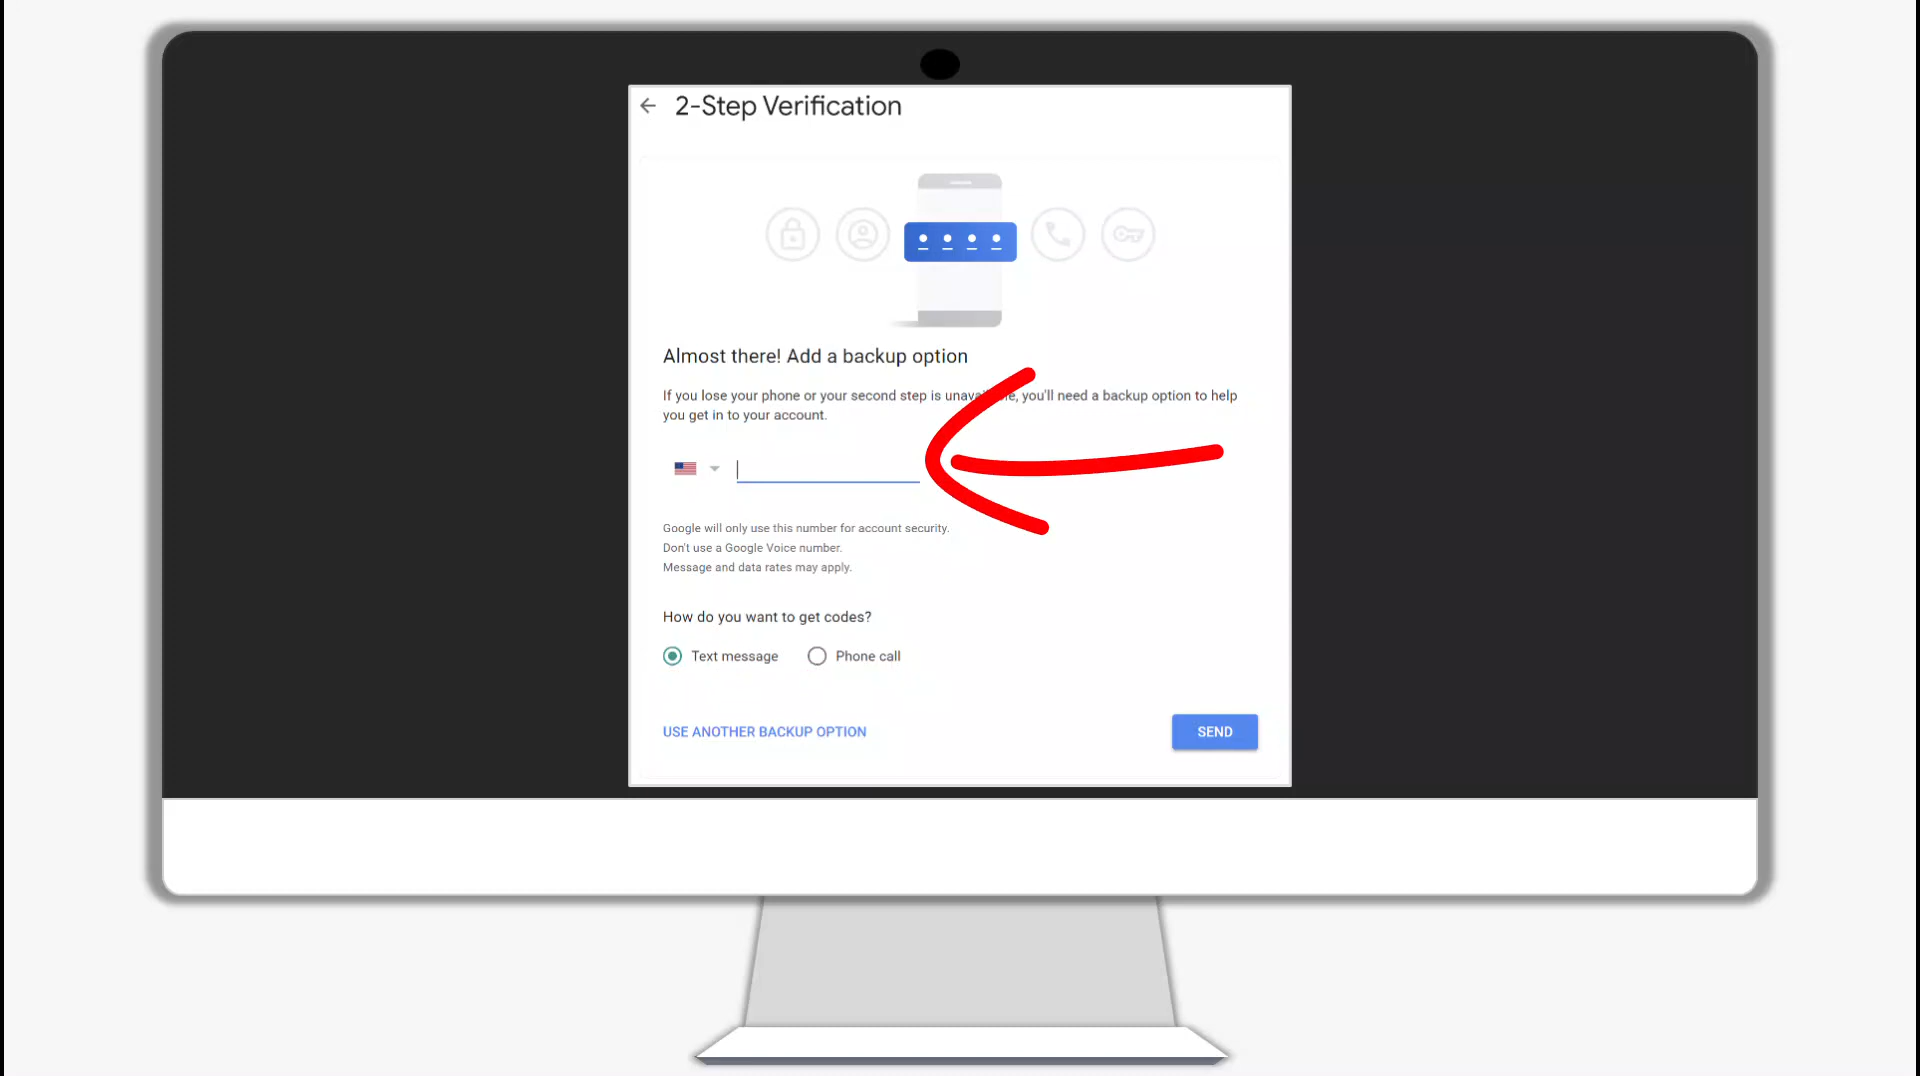 2-Step Verification
Almost there! Add a backup option
If you lose your phone or your second step is you'll need a backup option to help
you get in to your account.
Google will only use this number for account security.
Don't use a Google Voice number.
Message and data rates may apply.
How do you want to get codes?
Text message Phone call
USE ANOTHER BACKUP OPTION SEND